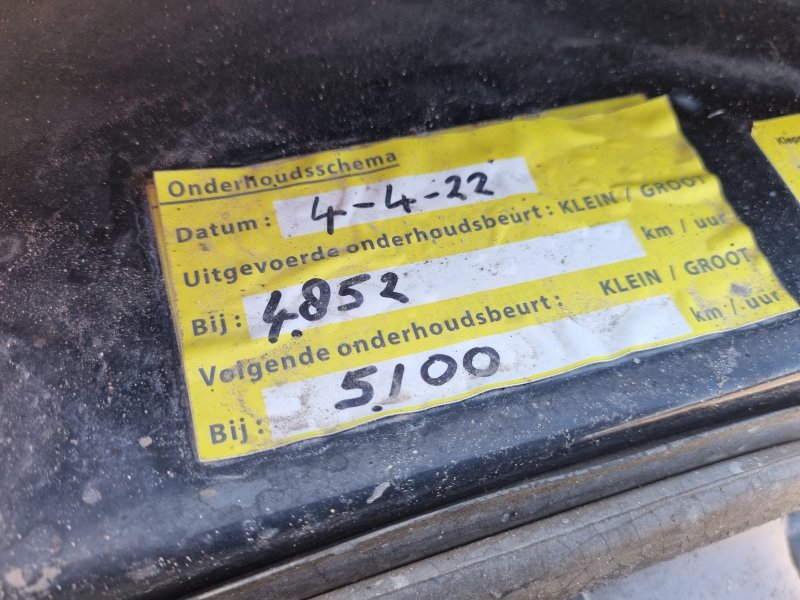 Onderhoudsschema
Datum: 4-4-22
Uitgevoerde onderhoudsbeurt: KLEIN / GROOT
Bij: 4.852 km / uur
Volgende onderhoudsbeurt: KLEIN / GROOT
Bij: 5.100 km / uur